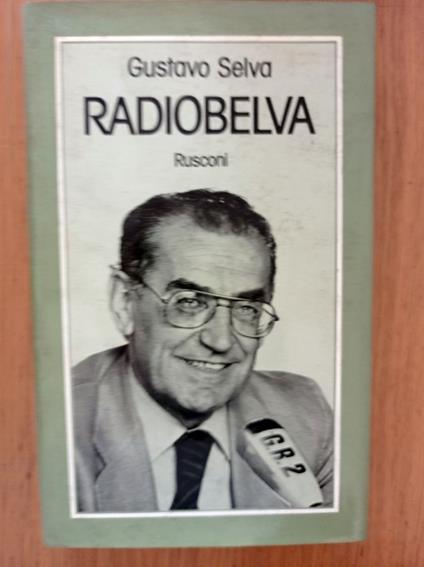 Gustavo Selva
RADIOBELVA
Rusconi
GR2